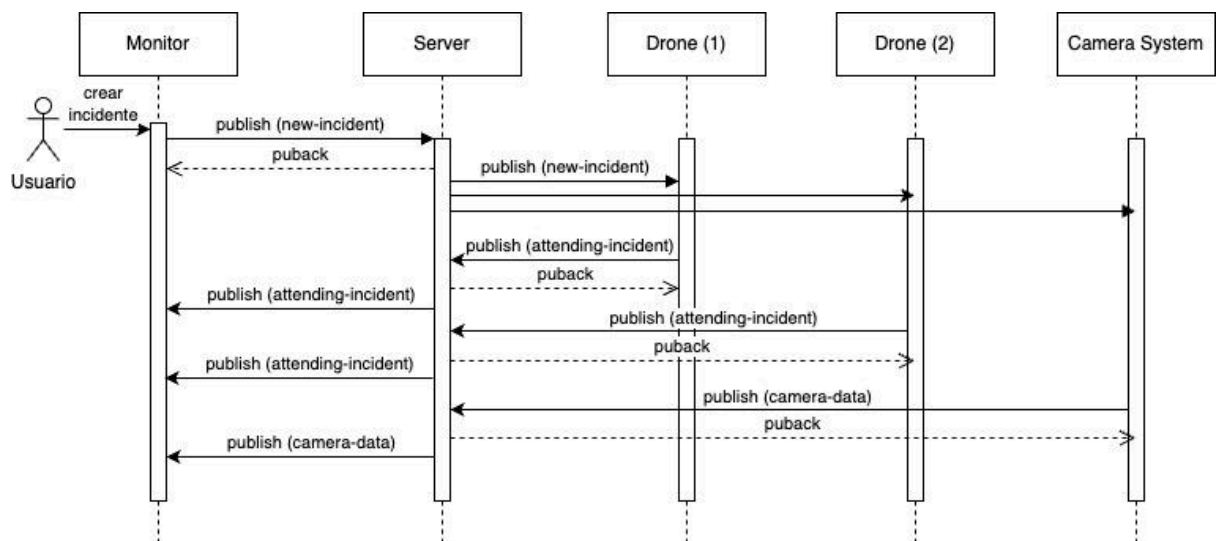 Monitor
Server
Drone (1)
Drone (2)
Camera System
crear
incidente
Usuario
publish (new-incident)
puback
publish (new-incident)
publish (attending-incident)
puback
publish (attending-incident)
publish (attending-incident)
puback
publish (attending-incident)
publish (camera-data)
puback
publish (camera-data)